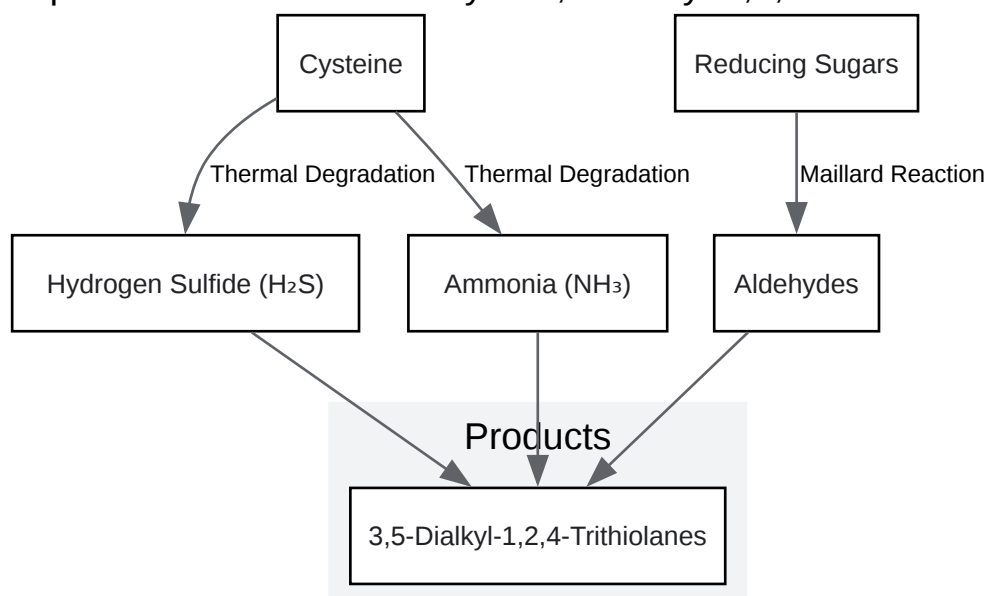 Cysteine
Reducing Sugars
Thermal Degradation
Thermal Degradation
Maillard Reaction
Hydrogen Sulfide (H₂S)
Ammonia (NH₃)
Aldehydes
Products
3,5-Dialkyl-1,2,4-Trithiolanes